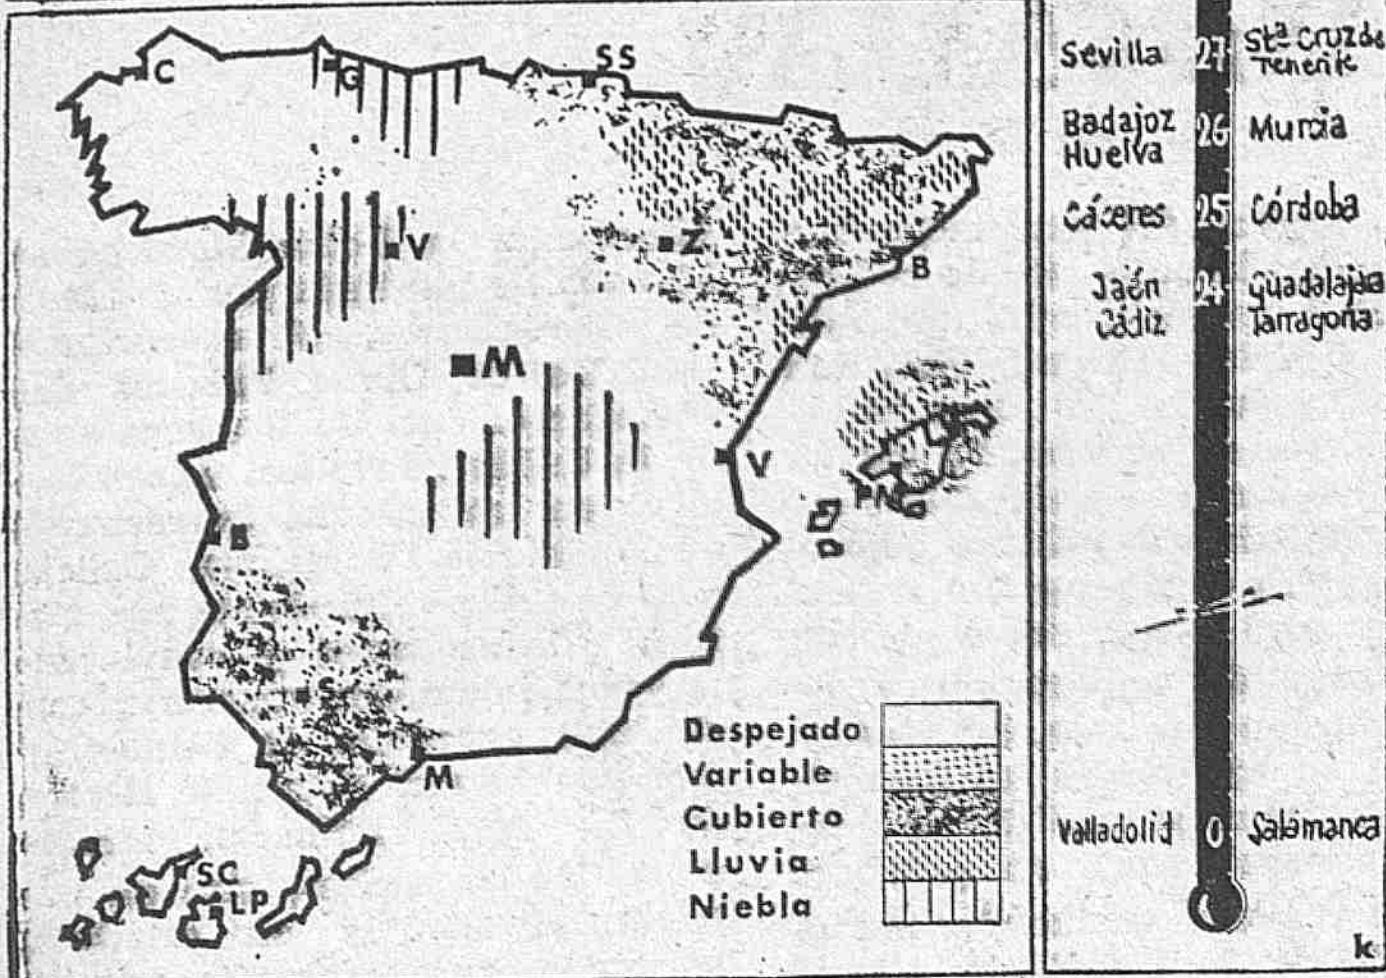 C
G
SS
V
Z
B
M
V
PM
B
S
M
SC
LP
Despejado
Variable
Cubierto
Lluvia
Niebla
Sevilla 27 Stª Cruz de
Tenerife
Badajoz 26 Murcia
Huelva
Cáceres 25 Córdoba
Jaén 24 Guadalajara
Cádiz Tarragona
Valladolid 0 Salamanca
k